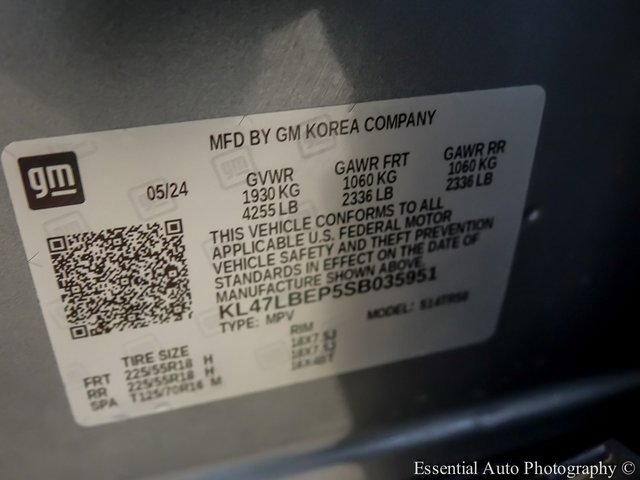 MFD BY GM KOREA COMPANY
gm
05/24
GVWR
1930 KG
4255 LB
GAWR FRT
1060 KG
2336 LB
GAWR RR
1060 KG
2336 LB
THIS VEHICLE CONFORMS TO ALL
APPLICABLE U.S. FEDERAL MOTOR
VEHICLE SAFETY AND THEFT PREVENTION
STANDARDS IN EFFECT ON THE DATE OF
MANUFACTURE SHOWN ABOVE.
KL47LBEP5SB035951
TYPE: MPV
MODEL:
TIRE SIZE
RIM
FRT 225/55R18 H 18X7.5J
RR 225/55R18 H 18X7.5J
SPA T125/70R16 M
Essential Auto Photography ©